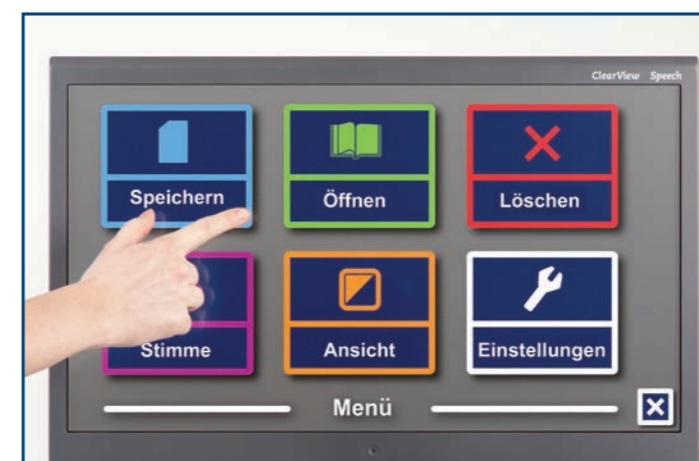 ClearView Speech
Speichern
Öffnen
Löschen
Stimme
Ansicht
Einstellungen
Menü